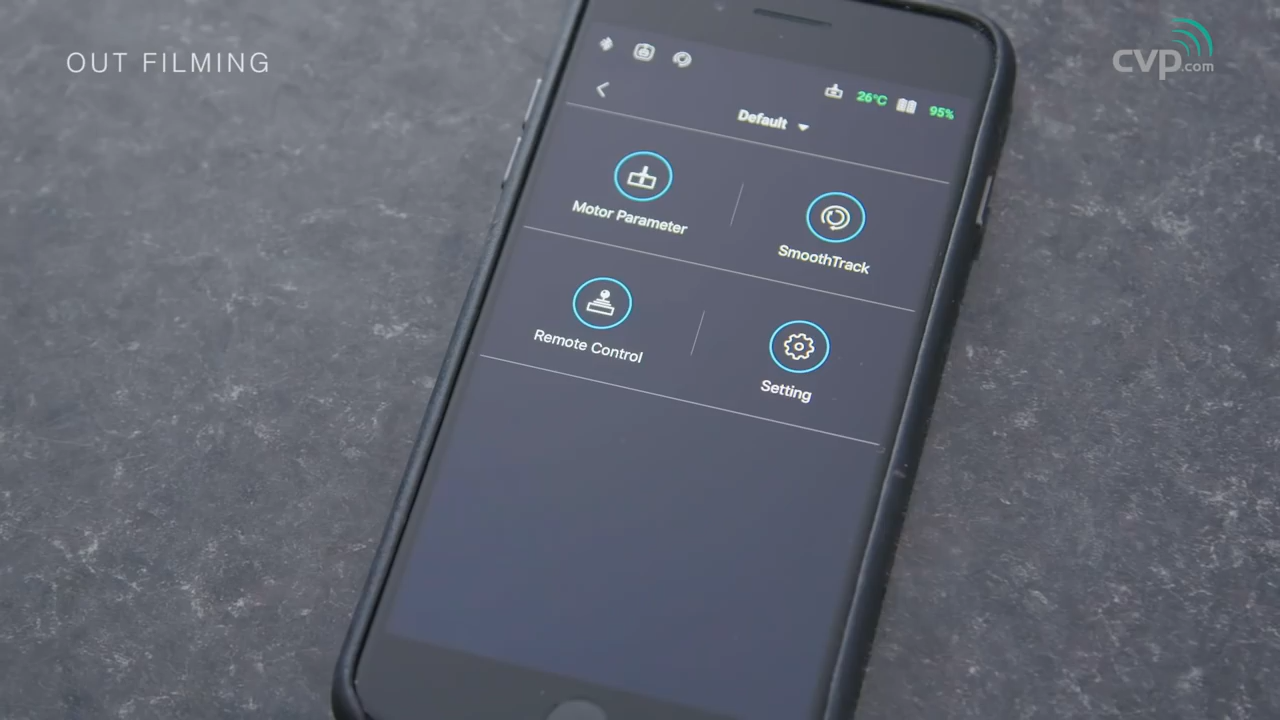 OUT FILMING
cvp.com
26°C 95%
Default
Motor Parameter
SmoothTrack
Remote Control
Setting